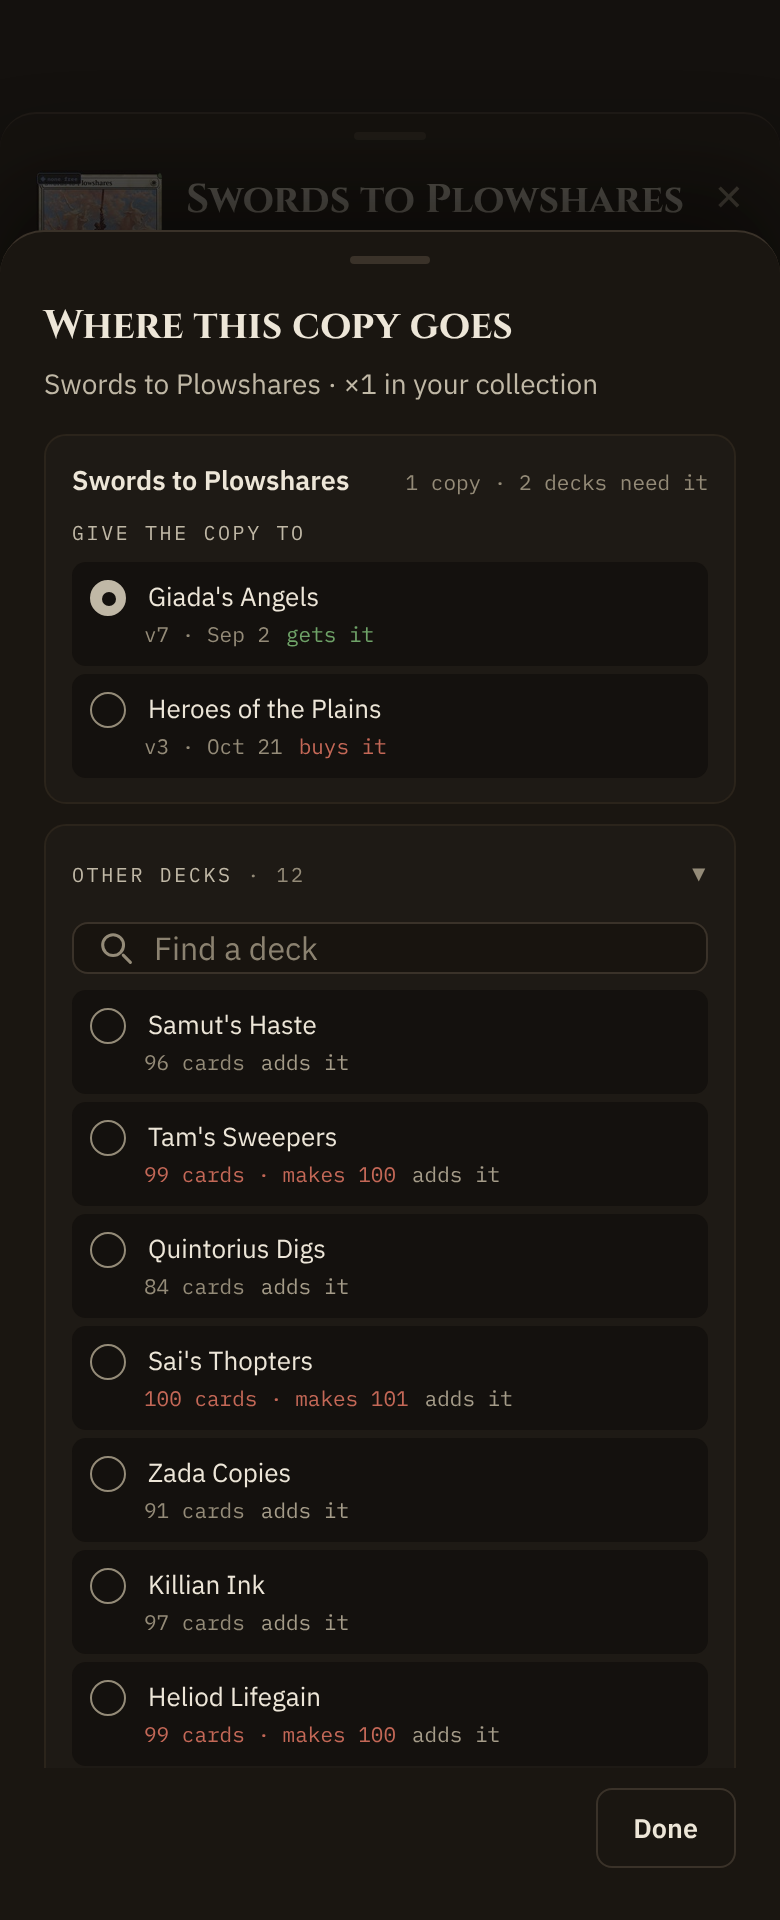 Swords to Plowshares ✕
Where this copy goes
Swords to Plowshares · ×1 in your collection
Swords to Plowshares 1 copy · 2 decks need it
GIVE THE COPY TO
Giada's Angels
v7 · Sep 2 gets it
Heroes of the Plains
v3 · Oct 21 buys it
OTHER DECKS · 12 ▼
Find a deck
Samut's Haste
96 cards adds it
Tam's Sweepers
99 cards · makes 100 adds it
Quintorius Digs
84 cards adds it
Sai's Thopters
100 cards · makes 101 adds it
Zada Copies
91 cards adds it
Killian Ink
97 cards adds it
Heliod Lifegain
99 cards · makes 100 adds it
Done